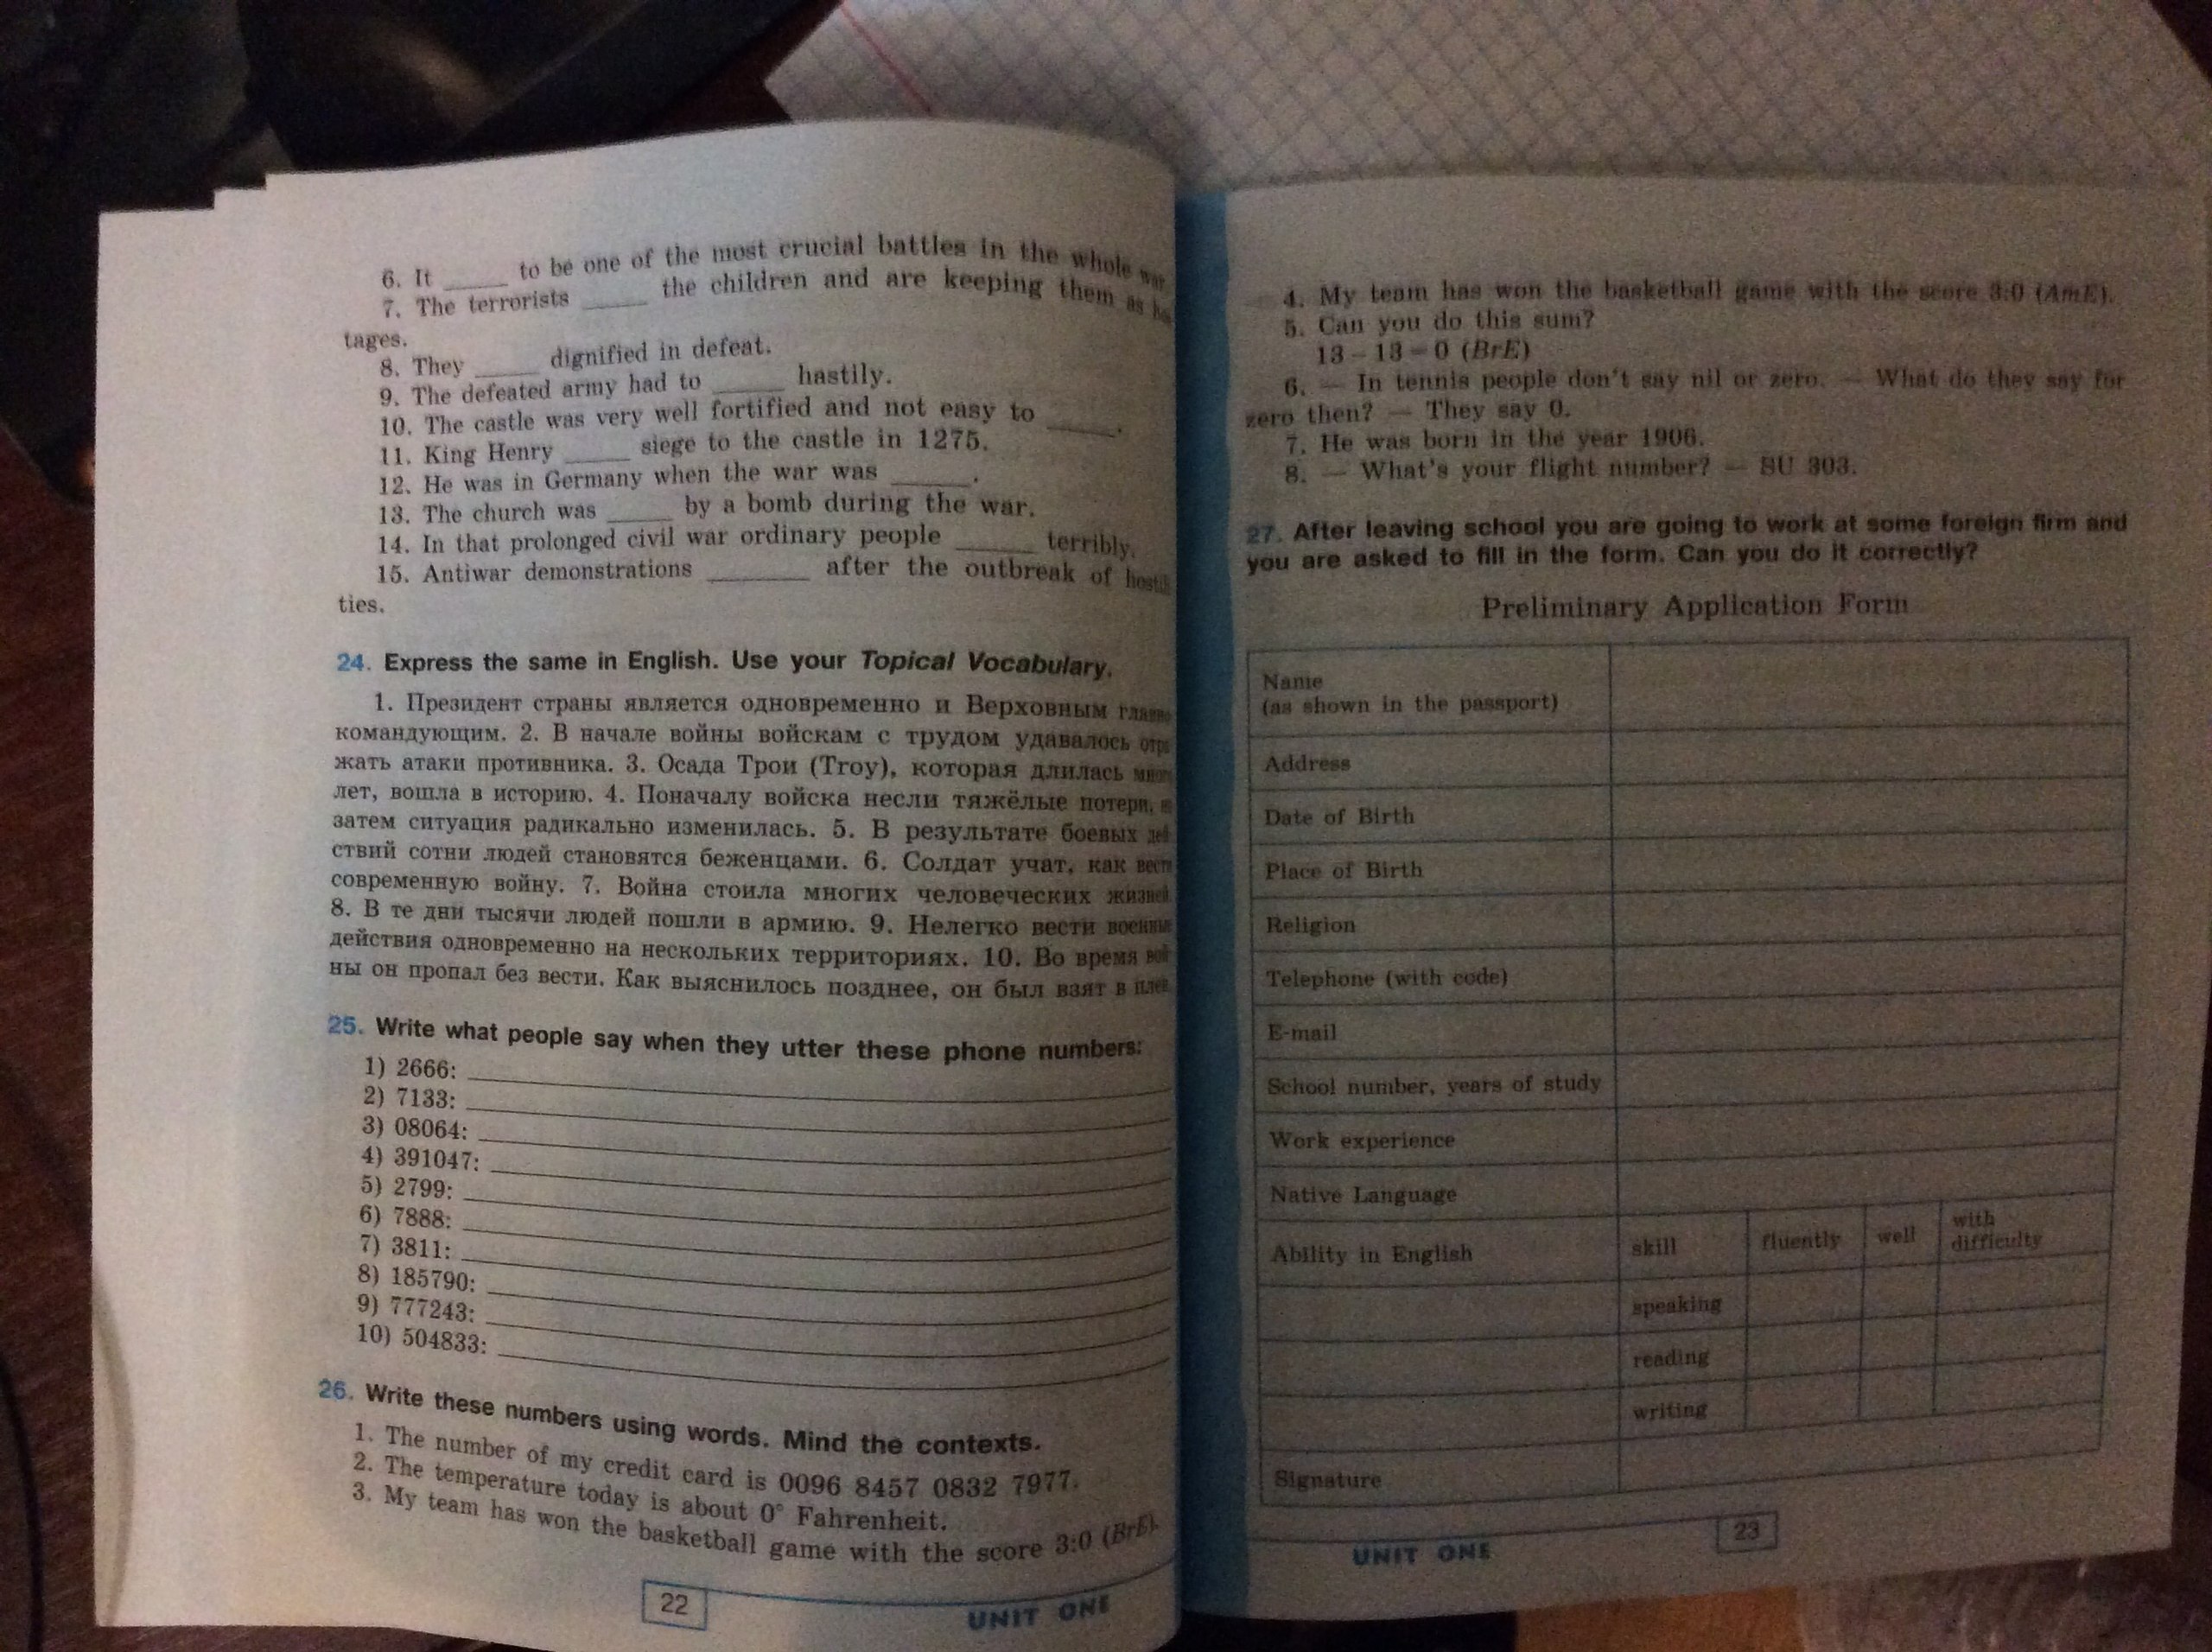 6. It _____ to be one of the most crucial battles in the whole war
7. The terrorists _____ the children and are keeping them as
tages.
8. They _____ dignified in defeat.
9. The defeated army had to _____ hastily.
10. The castle was very well fortified and not easy to _____.
11. King Henry _____ siege to the castle in 1275.
12. He was in Germany when the war was _____.
13. The church was _____ by a bomb during the war.
14. In that prolonged civil war ordinary people _____ terribly.
15. Antiwar demonstrations _____ after the outbreak of hosti
ties.
24. Express the same in English. Use your Topical Vocabulary.
1. Президент страны является одновременно и Верховным главно
командующим. 2. В начале войны войскам с трудом удавалось отра
жать атаки противника. 3. Осада Трои (Troy), которая длилась много
лет, вошла в историю. 4. Поначалу войска несли тяжёлые потери,
затем ситуация радикально изменилась. 5. В результате боевых дей
ствий сотни людей становятся беженцами. 6. Солдат учат, как вести
современную войну. 7. Война стоила многих человеческих жизней
8. В те дни тысячи людей пошли в армию. 9. Нелегко вести военные
действия одновременно на нескольких территориях. 10. Во время вой
ны он пропал без вести. Как выяснилось позднее, он был взят в плен
25. Write what people say when they utter these phone numbers:
1) 2666:
2) 7133:
3) 08064:
4) 391047:
5) 2799:
6) 7888:
7) 3811:
8) 185790:
9) 777243:
10) 504833:
26. Write these numbers using words. Mind the contexts.
1. The number of my credit card is 0096 8457 0832 7977.
2. The temperature today is about 0° Fahrenheit.
3. My team has won the basketball game with the score 3:0 (BrE).
22
UNIT ONE
4. My team has won the basketball game with the score 3:0 (AmE).
5. Can you do this sum?
13 – 13 = 0 (BrE)
6. — In tennis people don't say nil or zero. — What do they say for
zero then? — They say 0.
7. He was born in the year 1906.
8. — What's your flight number? — SU 303.
27. After leaving school you are going to work at some foreign firm and
you are asked to fill in the form. Can you do it correctly?
Preliminary Application Form
Name
(as shown in the passport)
Address
Date of Birth
Place of Birth
Religion
Telephone (with code)
E-mail
School number, years of study
Work experience
Native Language
Ability in English skill fluently well with difficulty
speaking
reading
writing
Signature
UNIT ONE
23